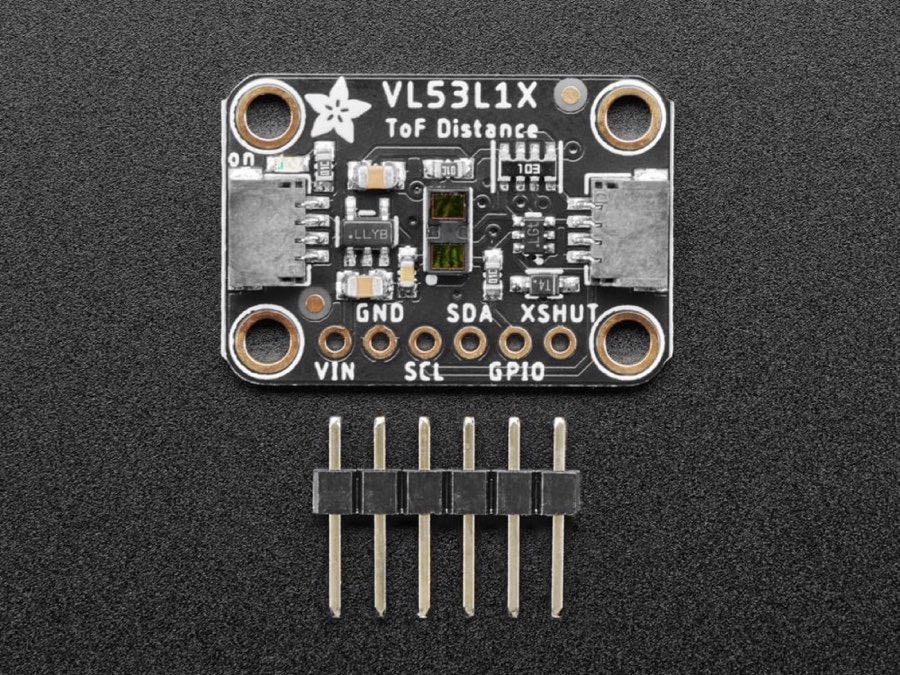 VL53L1X
ToF Distance
on
103
LLYB
GND SDA XSHUT
VIN SCL GPIO